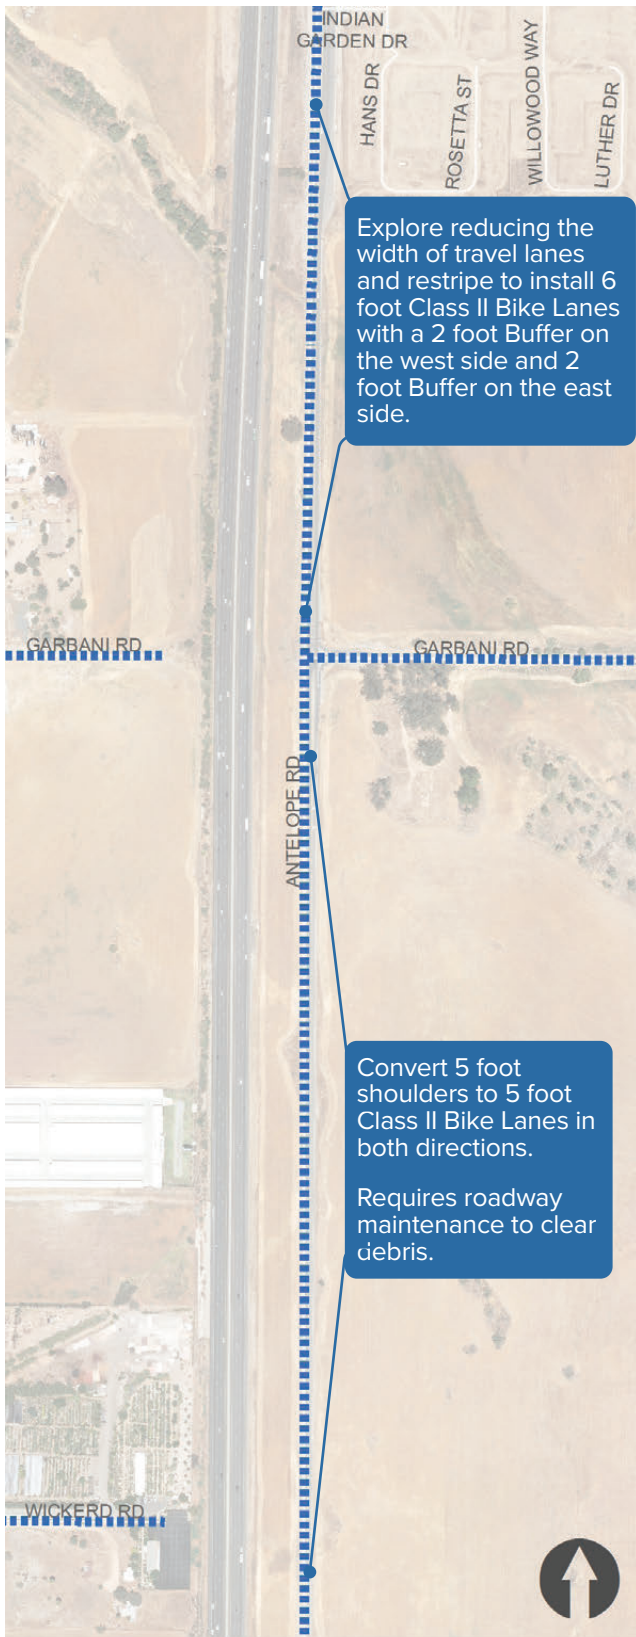 INDIAN
GARDEN DR
HANS DR
ROSETTA ST
WILLOWOOD WAY
LUTHER DR
Explore reducing the
width of travel lanes
and restripe to install 6
foot Class II Bike Lanes
with a 2 foot Buffer on
the west side and 2
foot Buffer on the east
side.
GARBANI RD
GARBANI RD
ANTELOPE RD
Convert 5 foot
shoulders to 5 foot
Class II Bike Lanes in
both directions.
Requires roadway
maintenance to clear
debris.
WICKERD RD